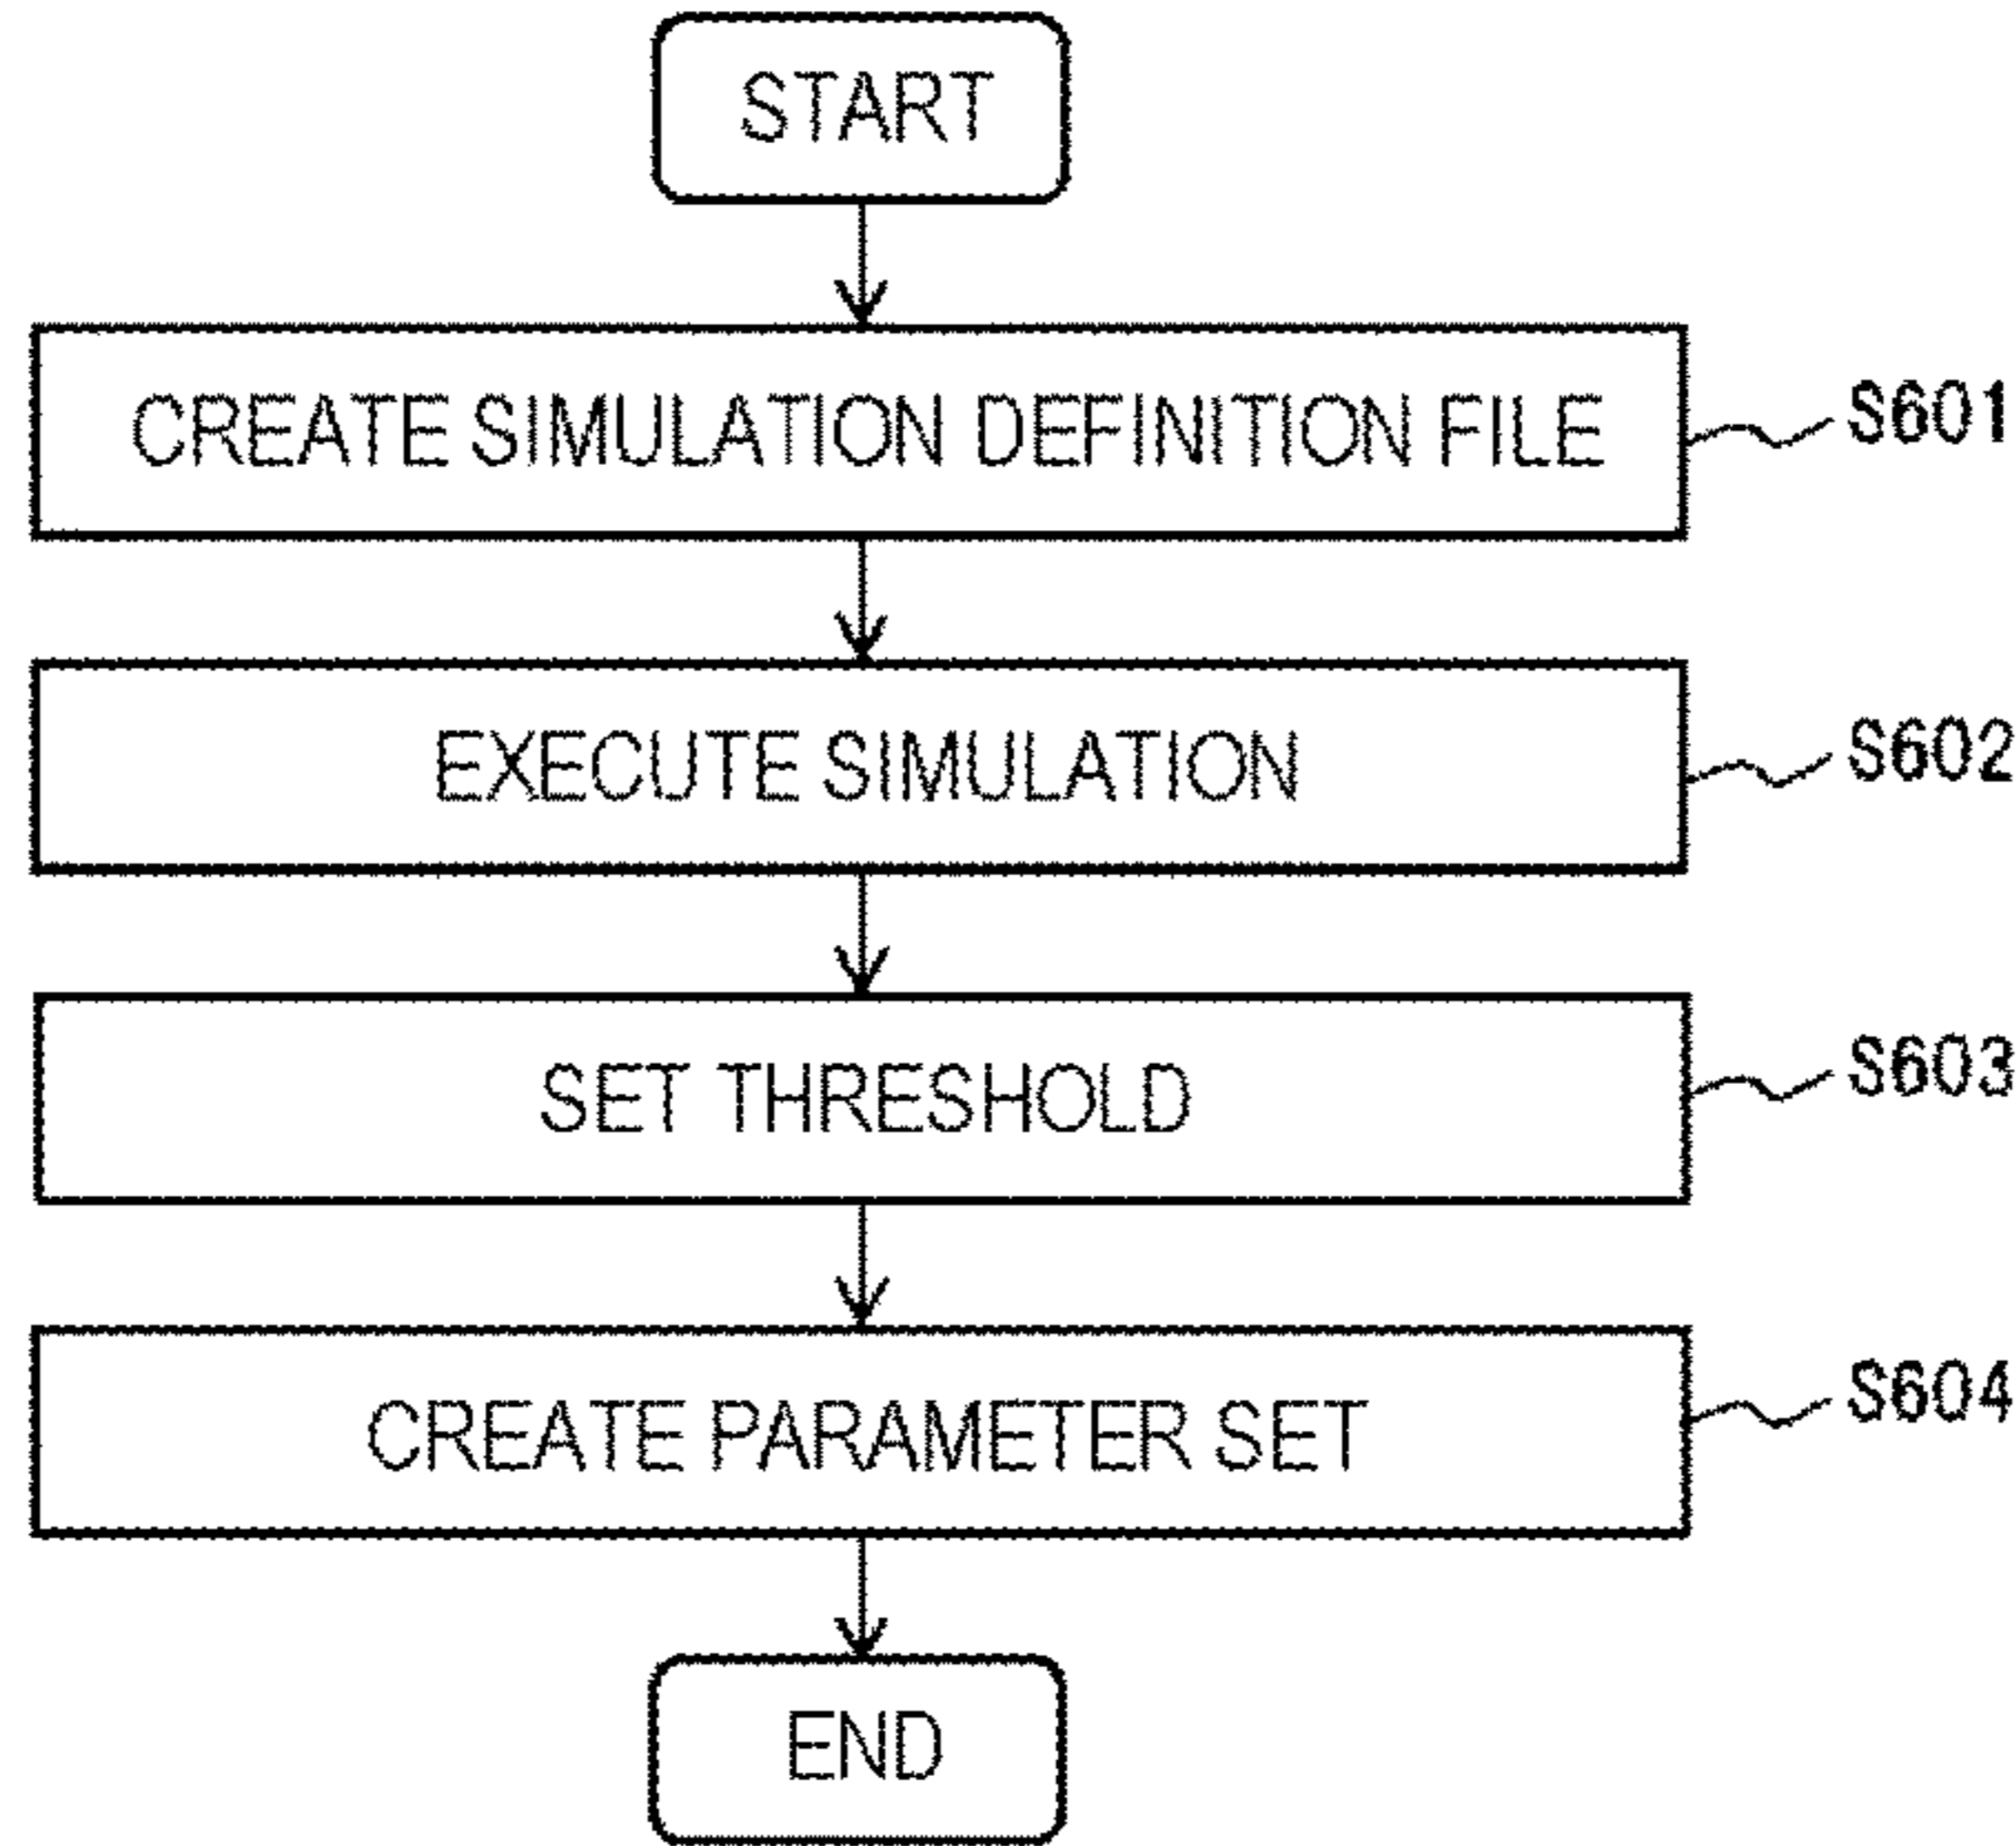 START
CREATE SIMULATION DEFINITION FILE
S601
EXECUTE SIMULATION
S602
SET THRESHOLD
S603
CREATE PARAMETER SET
S604
END